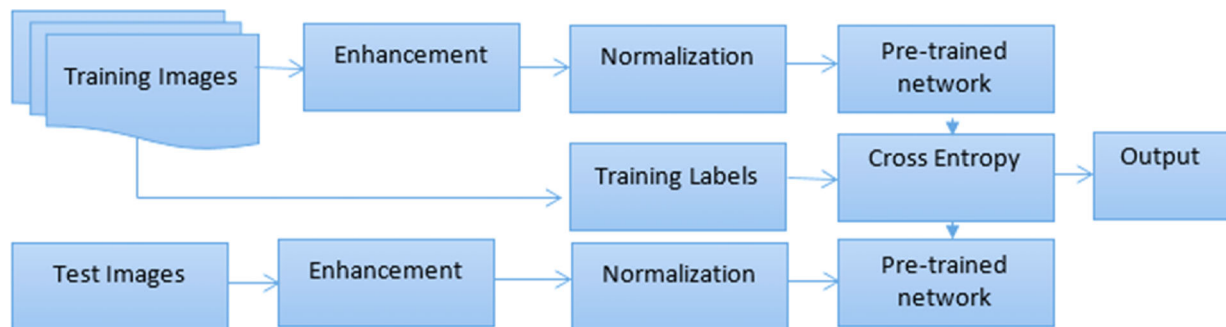 Training Images
Enhancement
Normalization
Pre-trained
network
Training Labels
Cross Entropy
Output
Test Images
Enhancement
Normalization
Pre-trained
network